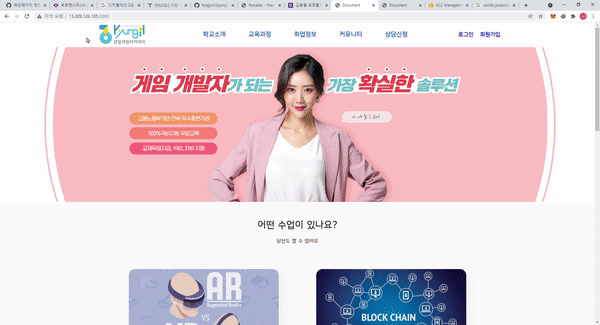 주의 요함 | 13.209.126.185:3000
Kyungil
경일게임아카데미
학교소개 교육과정 취업정보 커뮤니티 상담신청 로그인 회원가입
게임 개발자가 되는 가장 확실한 솔루션
고용노동부 5년 연속 우수훈련기관
100%국비지원 무료교육
교재무료지급, 식비, 차비 지원
어떤 수업이 있나요?
당신도 할 수 있어요
AR
Augmented Reality
VS
BLOCK CHAIN